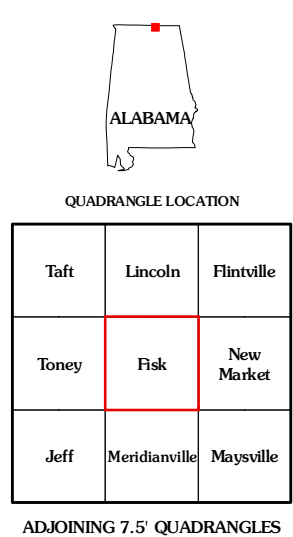 ALABAMA
QUADRANGLE LOCATION
Taft Lincoln Flintville
Toney Fisk New
Market
Jeff Meridianville Maysville
ADJOINING 7.5' QUADRANGLES